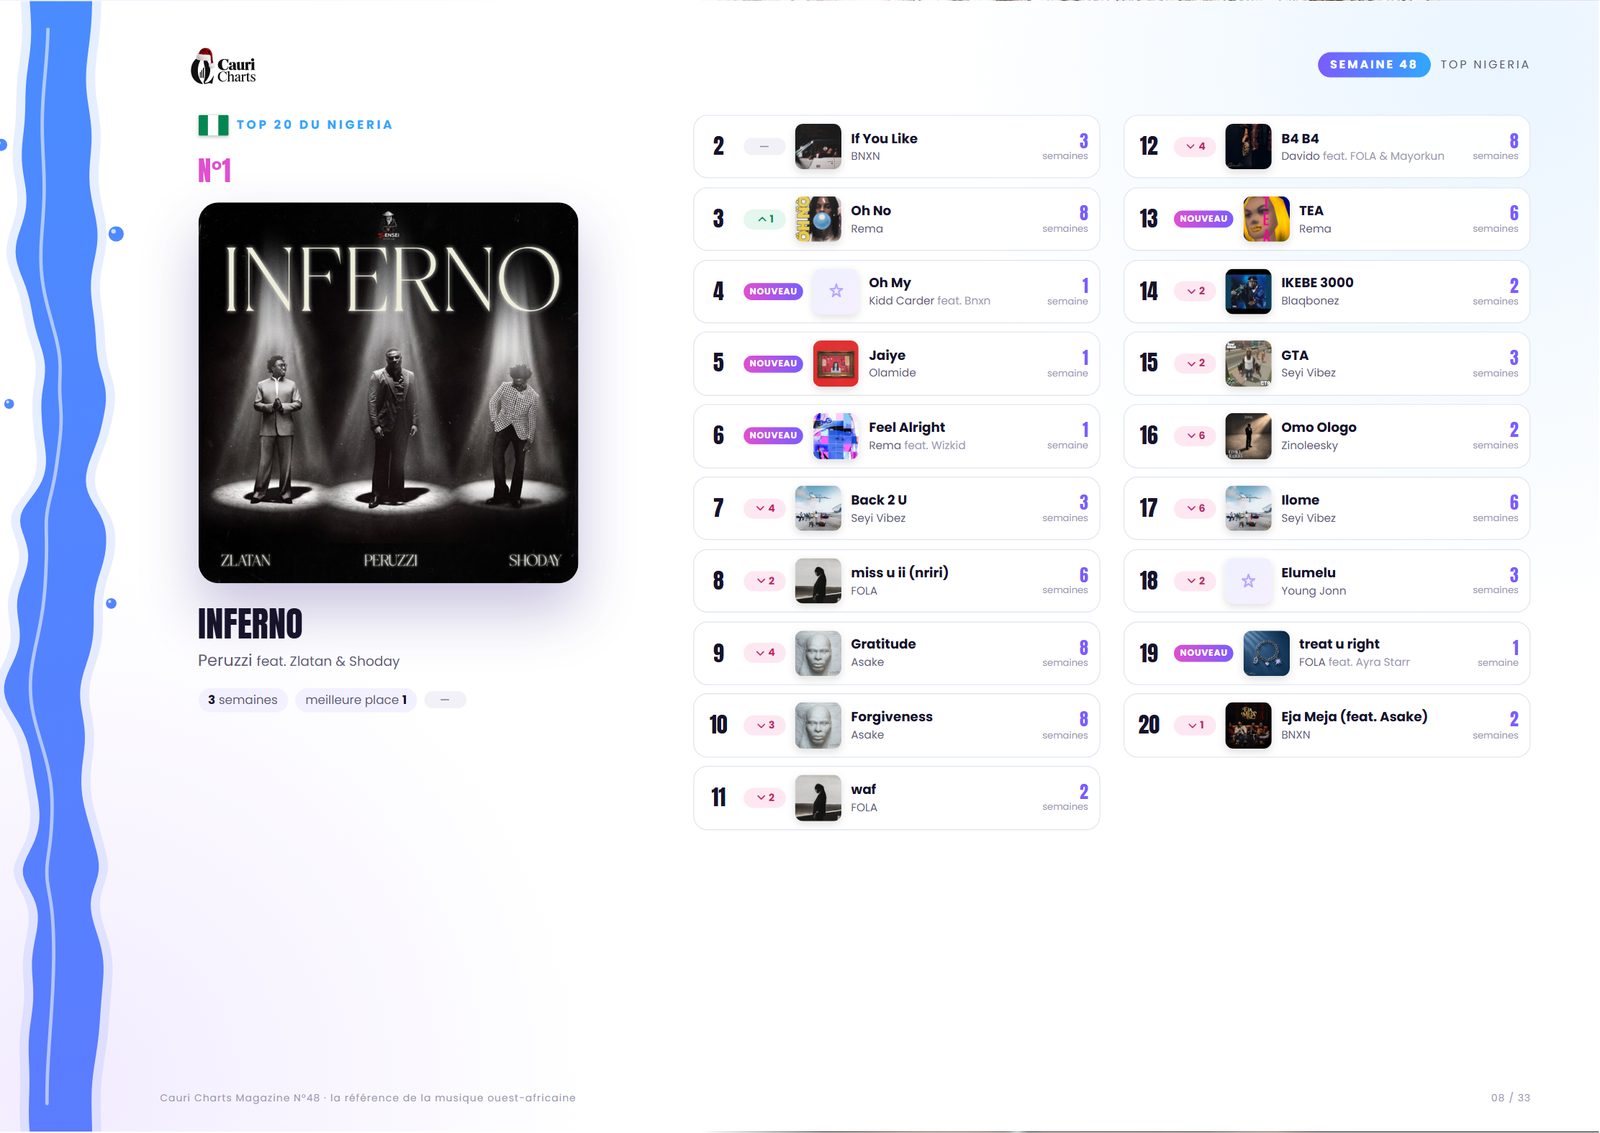 Cauri
Charts
SEMAINE 48 TOP NIGERIA
TOP 20 DU NIGERIA
N°1
SENSEI
INFERNO
ZLATAN PERUZZI SHODAY
INFERNO
Peruzzi feat. Zlatan & Shoday
3 semaines meilleure place 1 –
2 – If You Like 3
BNXN semaines
3 1 Oh No 8
Rema semaines
4 NOUVEAU Oh My 1
Kidd Carder feat. Bnxn semaine
5 NOUVEAU Jaiye 1
Olamide semaine
6 NOUVEAU Feel Alright 1
Rema feat. Wizkid semaine
7 4 Back 2 U 3
Seyi Vibez semaines
8 2 miss u ii (nriri) 6
FOLA semaines
9 4 Gratitude 8
Asake semaines
10 3 Forgiveness 8
Asake semaines
11 2 waf 2
FOLA semaines
12 4 B4 B4 8
Davido feat. FOLA & Mayorkun semaines
13 NOUVEAU TEA 6
Rema semaines
14 2 IKEBE 3000 2
Blaqbonez semaines
15 2 GTA 3
Seyi Vibez semaines
16 6 Omo Ologo 2
Zinoleesky semaines
17 6 Ilome 6
Seyi Vibez semaines
18 2 Elumelu 3
Young Jonn semaines
19 NOUVEAU treat u right 1
FOLA feat. Ayra Starr semaine
20 1 Eja Meja (feat. Asake) 2
BNXN semaines
Cauri Charts Magazine N°48 · la référence de la musique ouest-africaine
08 / 33